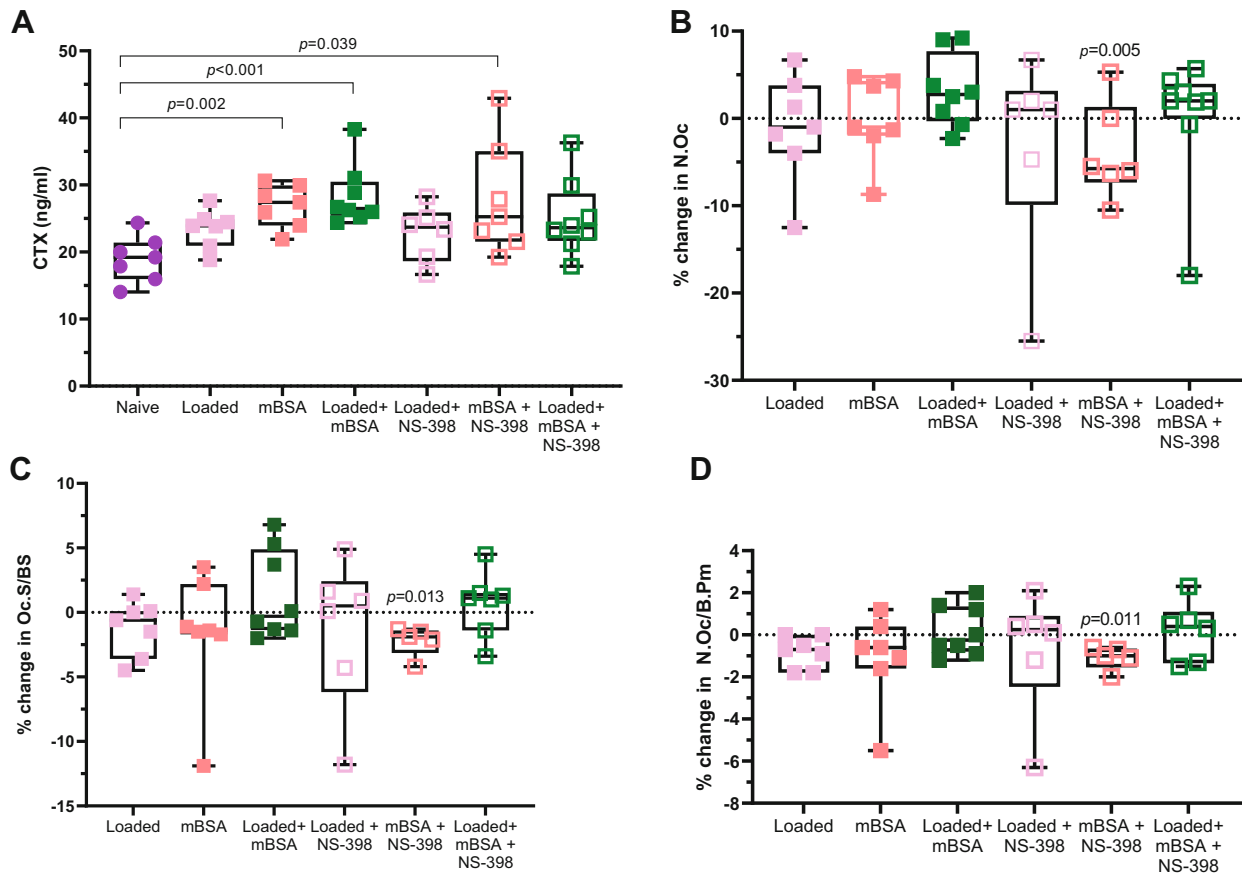 A
p=0.039
p<0.001
p=0.002
50
40
30
20
10
0
CTX (ng/ml)
Naive
Loaded
mBSA
Loaded+
mBSA
Loaded+
NS-398
mBSA +
NS-398
Loaded+
mBSA +
NS-398
B
p=0.005
10
0
-10
-20
-30
% change in N.Oc
Loaded
mBSA
Loaded+
mBSA
Loaded +
NS-398
mBSA +
NS-398
Loaded+
mBSA +
NS-398
C
p=0.013
10
5
0
-5
-10
-15
% change in Oc.S/BS
Loaded
mBSA
Loaded+
mBSA
Loaded +
NS-398
mBSA +
NS-398
Loaded+
mBSA +
NS-398
D
p=0.011
4
2
0
-2
-4
-6
-8
% change in N.Oc/B.Pm
Loaded
mBSA
Loaded+
mBSA
Loaded +
NS-398
mBSA +
NS-398
Loaded+
mBSA +
NS-398